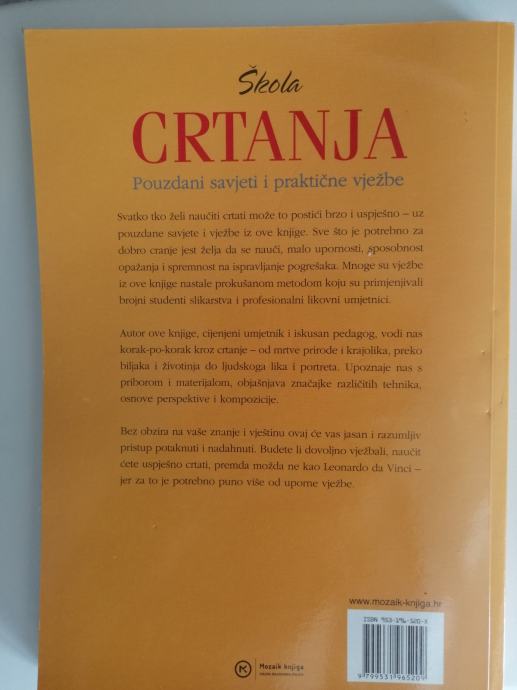 Škola
CRTANJA
Pouzdani savjeti i praktične vježbe
Svatko tko želi naučiti crtati može to postići brzo i uspješno – uz
pouzdane savjete i vježbe iz ove knjige. Sve što je potrebno za
dobro cranje jest želja da se nauči, malo upornosti, sposobnost
opažanja i spremnost na ispravljanje pogrešaka. Mnoge su vježbe
iz ove knjige nastale prokušanom metodom koju su primjenjivali
brojni studenti slikarstva i profesionalni likovni umjetnici.
Autor ove knjige, cijenjeni umjetnik i iskusan pedagog, vodi nas
korak-po-korak kroz crtanje – od mrtve prirode i krajolika, preko
biljaka i životinja do ljudskoga lika i portreta. Upoznaje nas s
priborom i materijalom, objašnjava značajke različitih tehnika,
osnove perspektive i kompozicije.
Bez obzira na vaše znanje i vještinu ovaj će vas jasan i razumljiv
pristup potaknuti i nadahnuti. Budete li dovoljno vježbali, naučit
ćete uspješno crtati, premda možda ne kao Leonardo da Vinci –
jer za to je potrebno puno više od uporne vježbe.
www.mozaik-knjiga.hr
ISBN 953-196-520-X
9 799531 965209
Mozaik knjiga